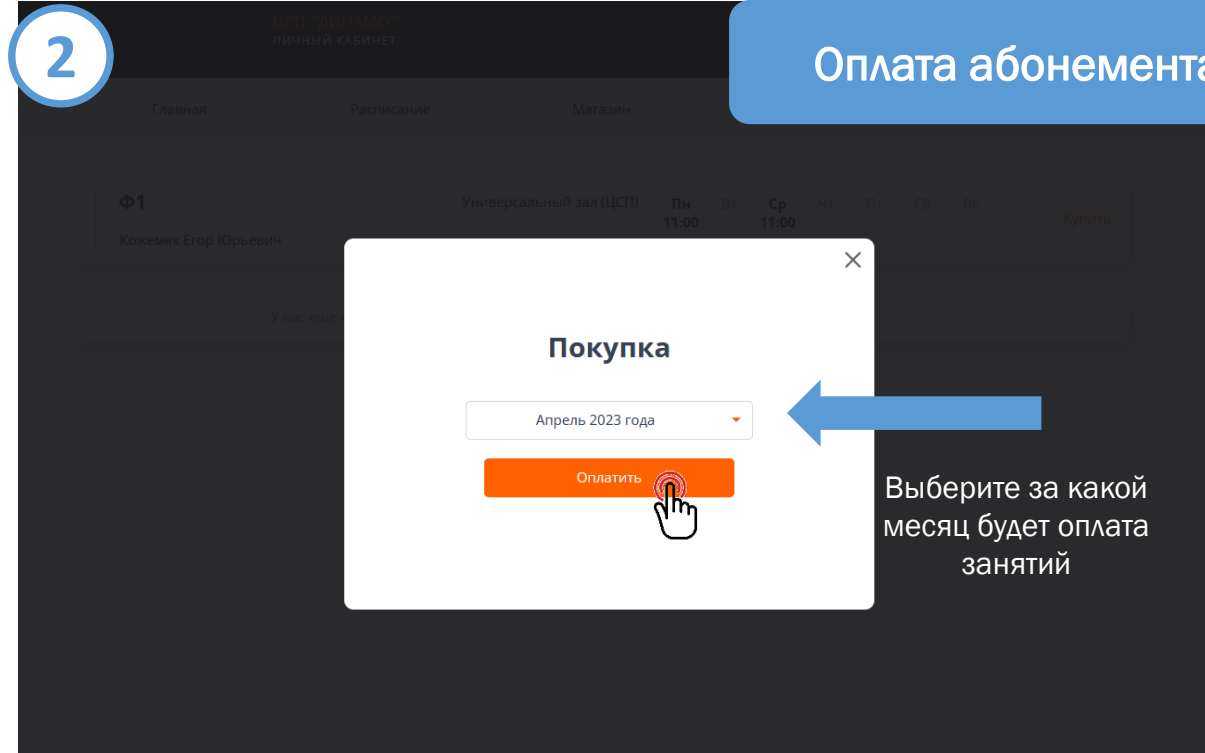 2
ЦСП "ДИНАМО"
ЛИЧНЫЙ КАБИНЕТ
Оплата абонемента
Главная
Расписание
Магазин
Ф1
Универсальный зал (ЦСП)
Пн Вт Ср Чт Пт Сб Вс
11:00 11:00
Купить
Кожемяк Егор Юрьевич
У вас еще
Покупка
Апрель 2023 года
Оплатить
Выберите за какой
месяц будет оплата
занятий